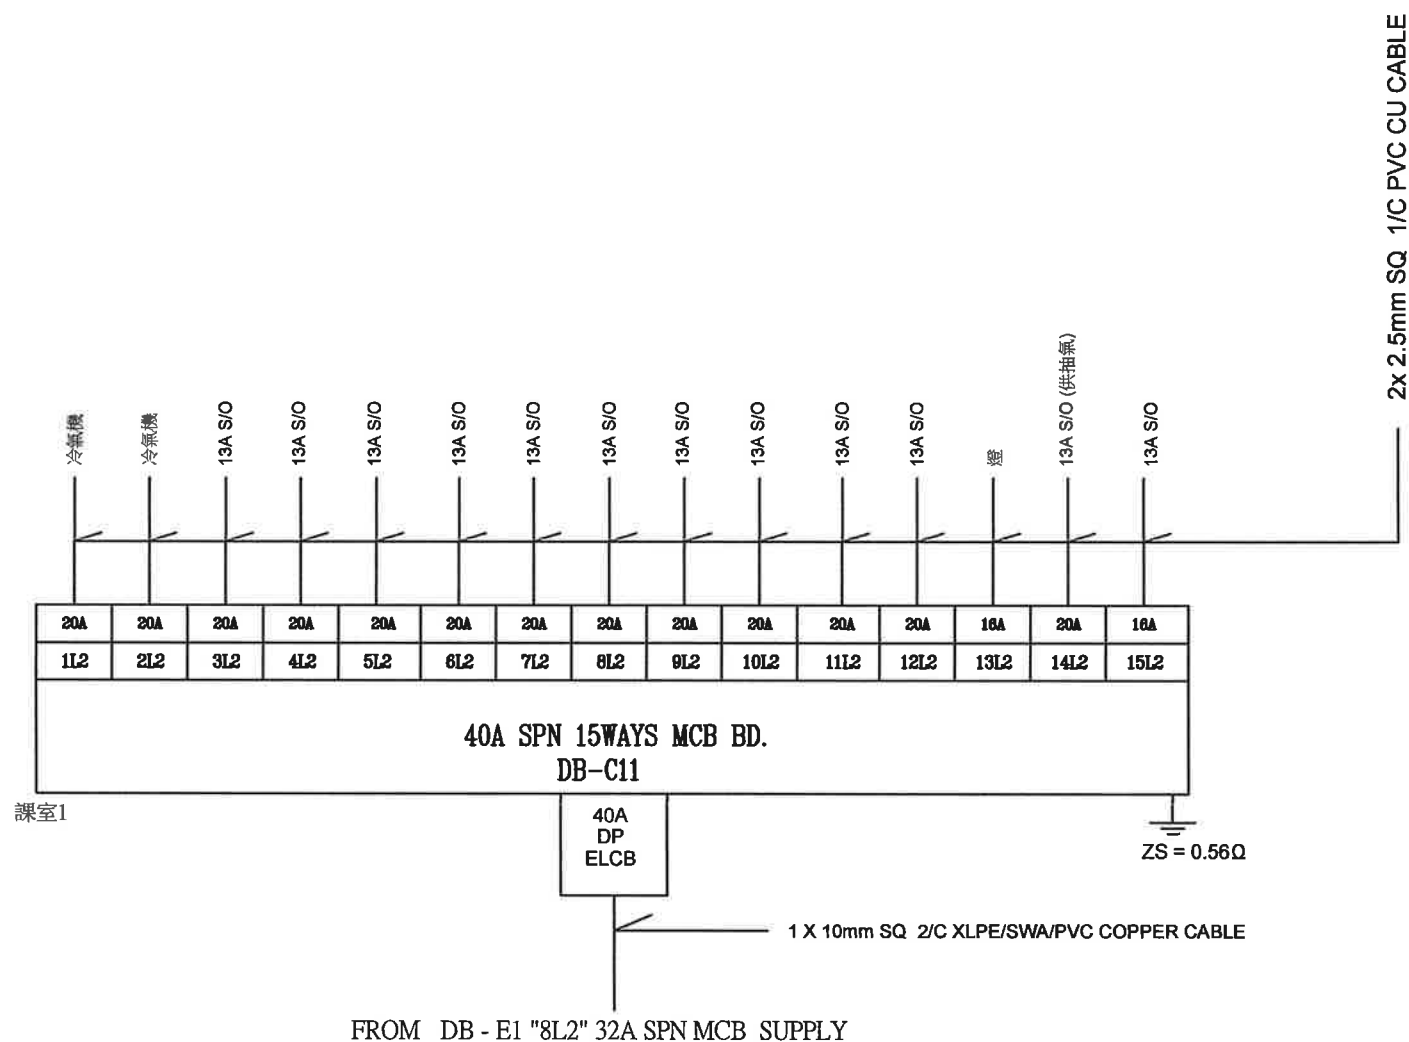 2x 2.5mm SQ 1/C PVC CU CABLE
冷氣機
冷氣機
13A S/O
13A S/O
13A S/O
13A S/O
13A S/O
13A S/O
13A S/O
13A S/O
13A S/O
13A S/O
燈
13A S/O (供抽氣)
13A S/O
20A 20A 20A 20A 20A 20A 20A 20A 20A 20A 20A 20A 16A 20A 16A
1L2 2L2 3L2 4L2 5L2 6L2 7L2 8L2 9L2 10L2 11L2 12L2 13L2 14L2 15L2
40A SPN 15WAYS MCB BD.
DB-C11
課室1
40A
DP
ELCB
ZS = 0.56Ω
1 X 10mm SQ 2/C XLPE/SWA/PVC COPPER CABLE
FROM DB - E1 "8L2" 32A SPN MCB SUPPLY